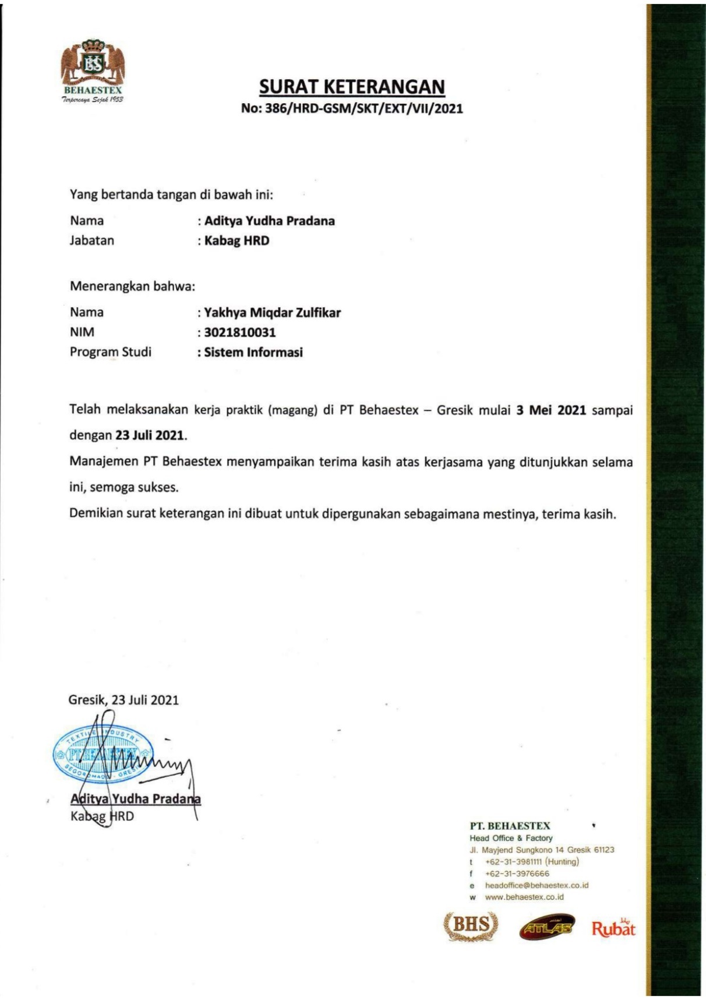 BHS
BEHAESTEX
Terpercaya Sejak 1953
SURAT KETERANGAN
No: 386/HRD-GSM/SKT/EXT/VII/2021
Yang bertanda tangan di bawah ini:
Nama : Aditya Yudha Pradana
Jabatan : Kabag HRD
Menerangkan bahwa:
Nama : Yakhya Miqdar Zulfikar
NIM : 3021810031
Program Studi : Sistem Informasi
Telah melaksanakan kerja praktik (magang) di PT Behaestex – Gresik mulai 3 Mei 2021 sampai
dengan 23 Juli 2021.
Manajemen PT Behaestex menyampaikan terima kasih atas kerjasama yang ditunjukkan selama
ini, semoga sukses.
Demikian surat keterangan ini dibuat untuk dipergunakan sebagaimana mestinya, terima kasih.
Gresik, 23 Juli 2021
TEXTILE INDUSTRY
PT.BEHAESTEX
SEGOROMADU - GRESIK
Aditya Yudha Pradana
Kabag HRD
PT. BEHAESTEX
Head Office & Factory
Jl. Mayjend Sungkono 14 Gresik 61123
t +62-31-3981111 (Hunting)
f +62-31-3976666
e headoffice@behaestex.co.id
w www.behaestex.co.id
BHS
ATLAS
Rubat